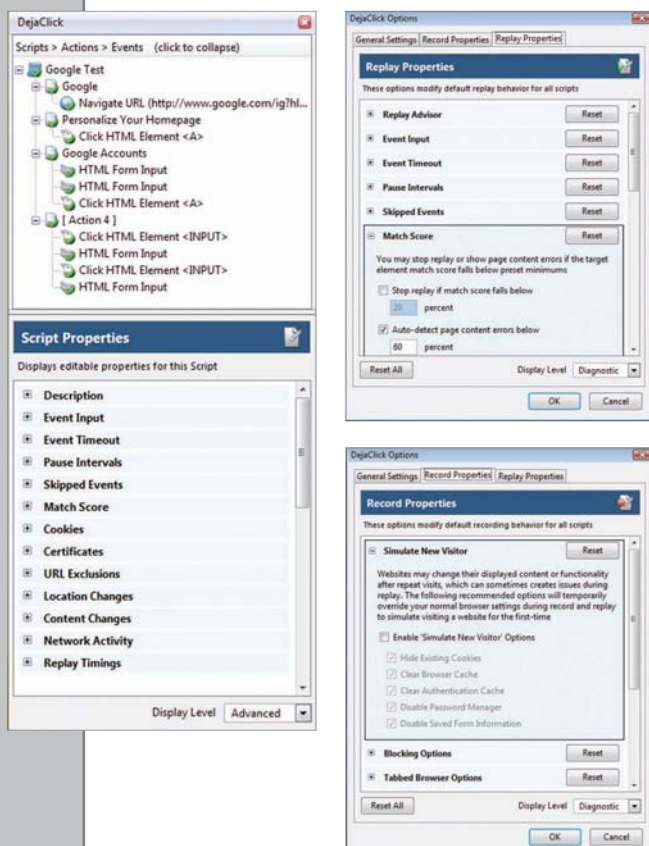 DejaClick
Scripts > Actions > Events (click to collapse)
Google Test
Google
Navigate URL (http://www.google.com/ig?hl...
Personalize Your Homepage
Click HTML Element <A>
Google Accounts
HTML Form Input
HTML Form Input
Click HTML Element <A>
[ Action 4 ]
Click HTML Element <INPUT>
HTML Form Input
Click HTML Element <INPUT>
HTML Form Input
Script Properties
Displays editable properties for this Script
Description
Event Input
Event Timeout
Pause Intervals
Skipped Events
Match Score
Cookies
Certificates
URL Exclusions
Location Changes
Content Changes
Network Activity
Replay Timings
Display Level Advanced
DejaClick Options
General Settings Record Properties Replay Properties
Replay Properties
These options modify default replay behavior for all scripts
Replay Advisor Reset
Event Input Reset
Event Timeout Reset
Pause Intervals Reset
Skipped Events Reset
Match Score Reset
You may stop replay or show page content errors if the target
element match score falls below preset minimums
Stop replay if match score falls below
20 percent
Auto-detect page content errors below
60 percent
Reset All Display Level Diagnostic
OK Cancel
DejaClick Options
General Settings Record Properties Replay Properties
Record Properties
These options modify default recording behavior for all scripts
Simulate New Visitor Reset
Websites may change their displayed content or functionality
after repeat visits, which can sometimes creates issues during
replay. The following recommended options will temporarily
override your normal browser settings during record and replay
to simulate visiting a website for the first-time
Enable 'Simulate New Visitor' Options
Hide Existing Cookies
Clear Browser Cache
Clear Authentication Cache
Disable Password Manager
Disable Saved Form Information
Blocking Options Reset
Tabbed Browser Options Reset
Reset All Display Level Diagnostic
OK Cancel